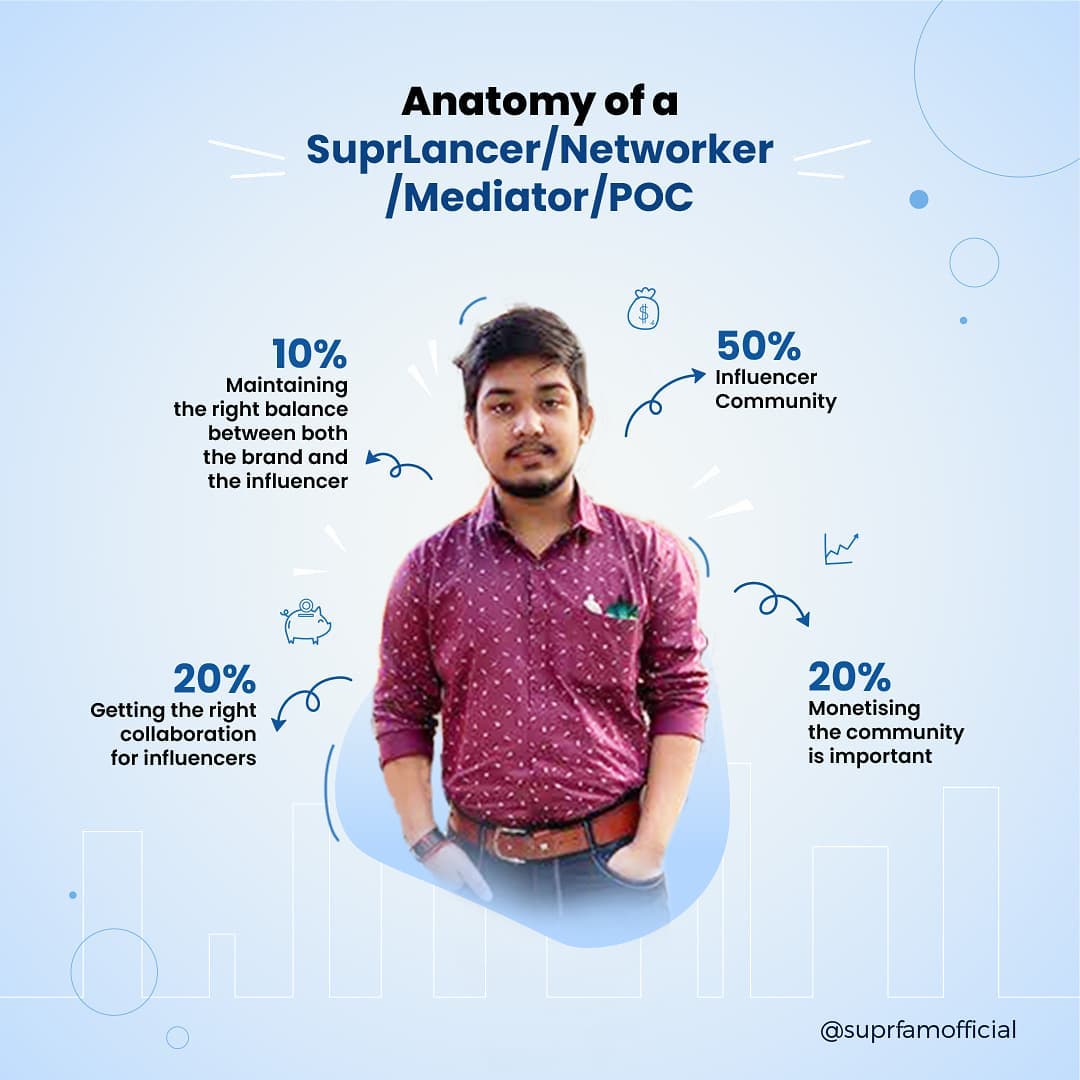 Anatomy of a
SuprLancer/Networker
/Mediator/POC
10%
Maintaining
the right balance
between both
the brand and
the influencer
50%
Influencer
Community
20%
Getting the right
collaboration
for influencers
20%
Monetising
the community
is important
@suprfamofficial